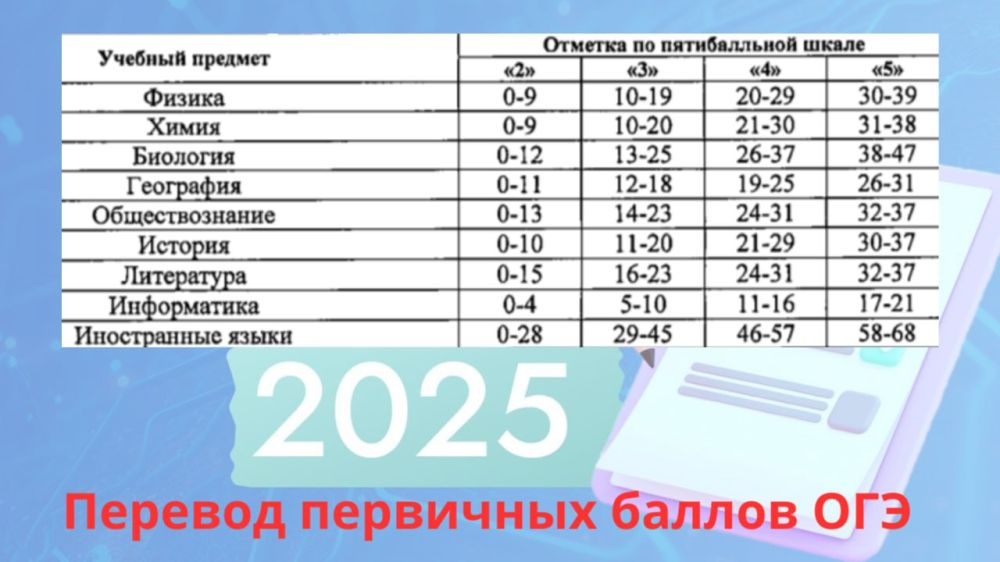 Учебный предмет Отметка по пятибалльной шкале
«2» «3» «4» «5»
Физика 0-9 10-19 20-29 30-39
Химия 0-9 10-20 21-30 31-38
Биология 0-12 13-25 26-37 38-47
География 0-11 12-18 19-25 26-31
Обществознание 0-13 14-23 24-31 32-37
История 0-10 11-20 21-29 30-37
Литература 0-15 16-23 24-31 32-37
Информатика 0-4 5-10 11-16 17-21
Иностранные языки 0-28 29-45 46-57 58-68
2025
Перевод первичных баллов ОГЭ